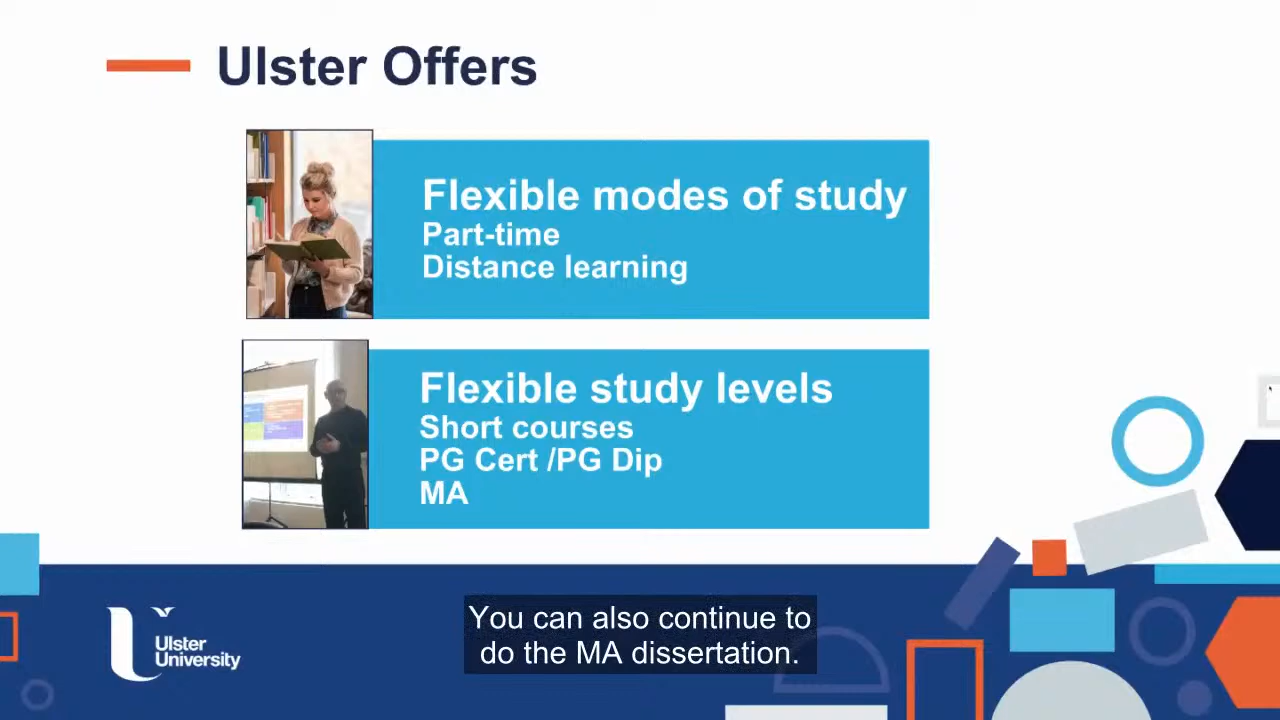 Ulster Offers
Flexible modes of study
Part-time
Distance learning
Flexible study levels
Short courses
PG Cert /PG Dip
MA
Ulster
University
You can also continue to
do the MA dissertation.